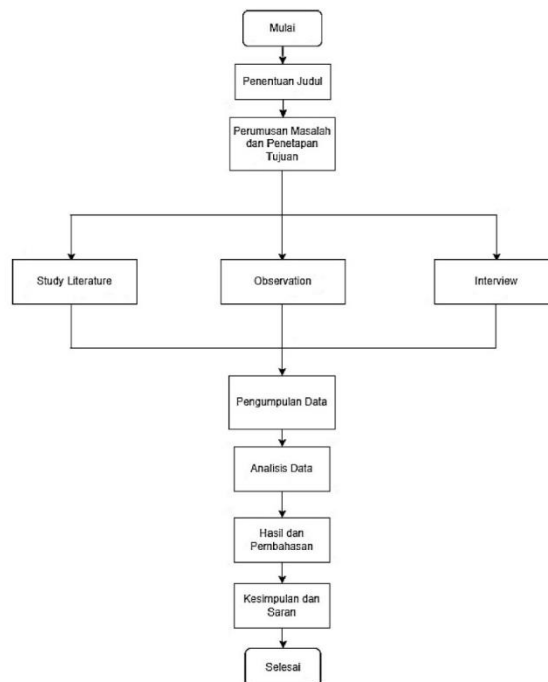 Mulai
Penentuan Judul
Perumusan Masalah
dan Penetapan
Tujuan
Study Literature
Observation
Interview
Pengumpulan Data
Analisis Data
Hasil dan
Pembahasan
Kesimpulan dan
Saran
Selesai